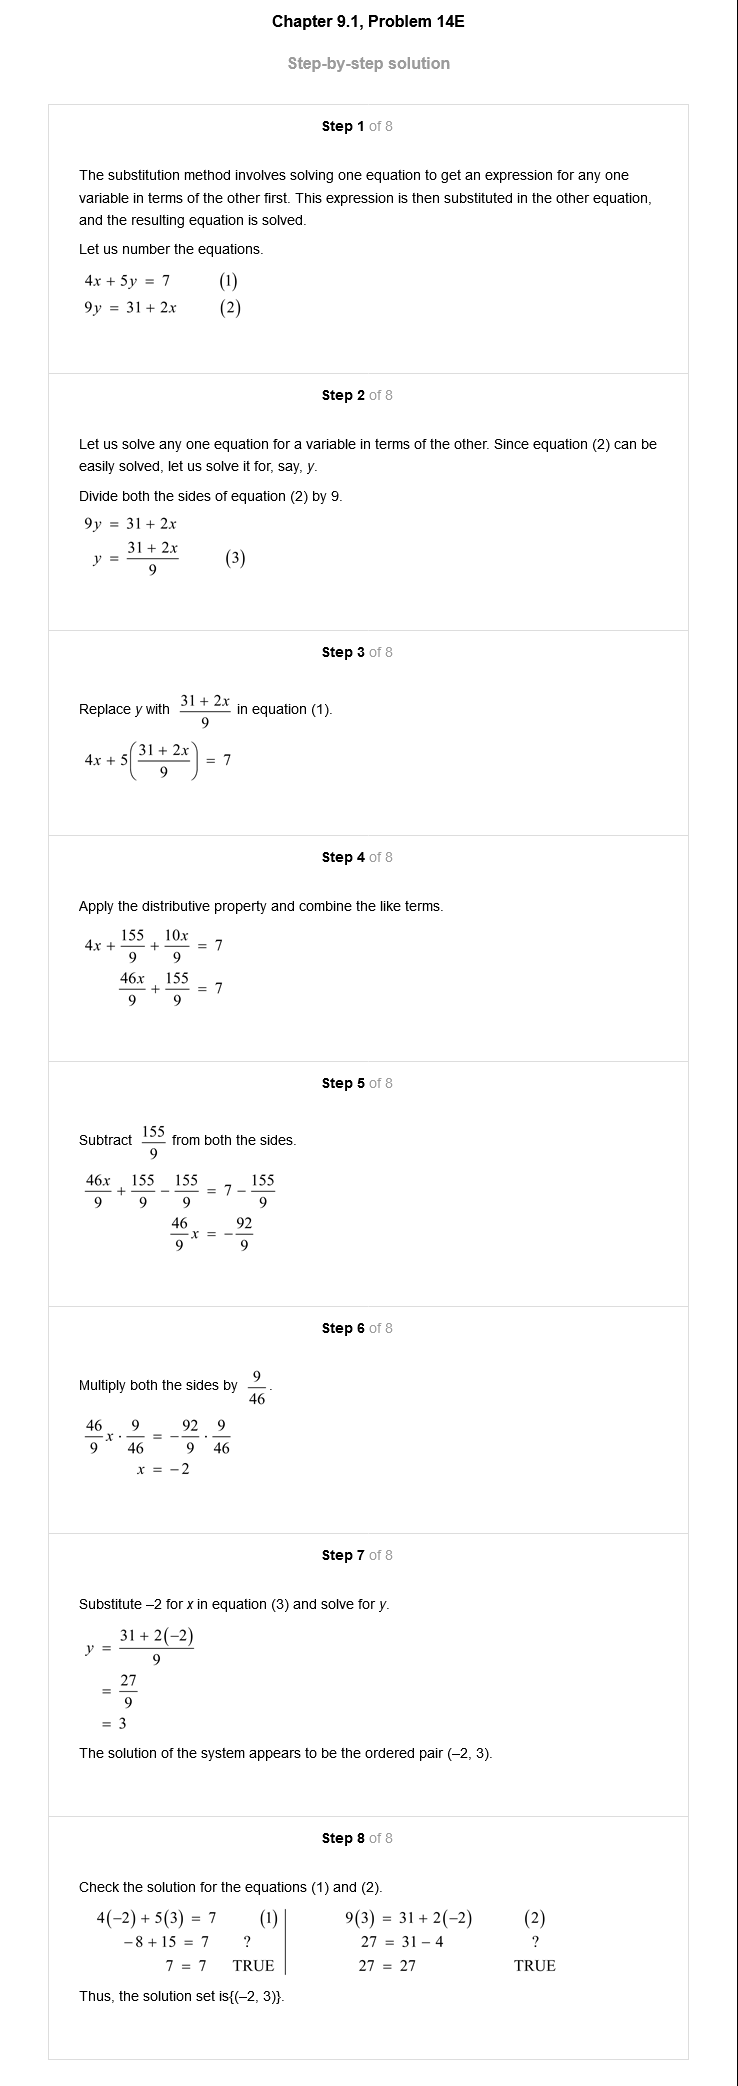 Chapter 9.1, Problem 14E
Step-by-step solution
Step 1 of 8
The substitution method involves solving one equation to get an expression for any one
variable in terms of the other first. This expression is then substituted in the other equation,
and the resulting equation is solved.
Let us number the equations.
4x + 5y = 7 (1)
9y = 31 + 2x (2)
Step 2 of 8
Let us solve any one equation for a variable in terms of the other. Since equation (2) can be
easily solved, let us solve it for, say, y.
Divide both the sides of equation (2) by 9.
9y = 31 + 2x
y = \frac{31 + 2x}{9} (3)
Step 3 of 8
Replace y with \frac{31 + 2x}{9} in equation (1).
4x + 5(\frac{31 + 2x}{9}) = 7
Step 4 of 8
Apply the distributive property and combine the like terms.
4x + \frac{155}{9} + \frac{10x}{9} = 7
\frac{46x}{9} + \frac{155}{9} = 7
Step 5 of 8
Subtract \frac{155}{9} from both the sides.
\frac{46x}{9} + \frac{155}{9} − \frac{155}{9} = 7 − \frac{155}{9}
\frac{46}{9}x = −\frac{92}{9}
Step 6 of 8
Multiply both the sides by \frac{9}{46}.
\frac{46}{9}x · \frac{9}{46} = −\frac{92}{9} · \frac{9}{46}
x = −2
Step 7 of 8
Substitute –2 for x in equation (3) and solve for y.
y = \frac{31 + 2(−2)}{9}
= \frac{27}{9}
= 3
The solution of the system appears to be the ordered pair (–2, 3).
Step 8 of 8
Check the solution for the equations (1) and (2).
4(−2) + 5(3) = 7 (1) | 9(3) = 31 + 2(−2) (2)
−8 + 15 = 7 ? | 27 = 31 − 4 ?
7 = 7 TRUE | 27 = 27 TRUE
Thus, the solution set is{(–2, 3)}.